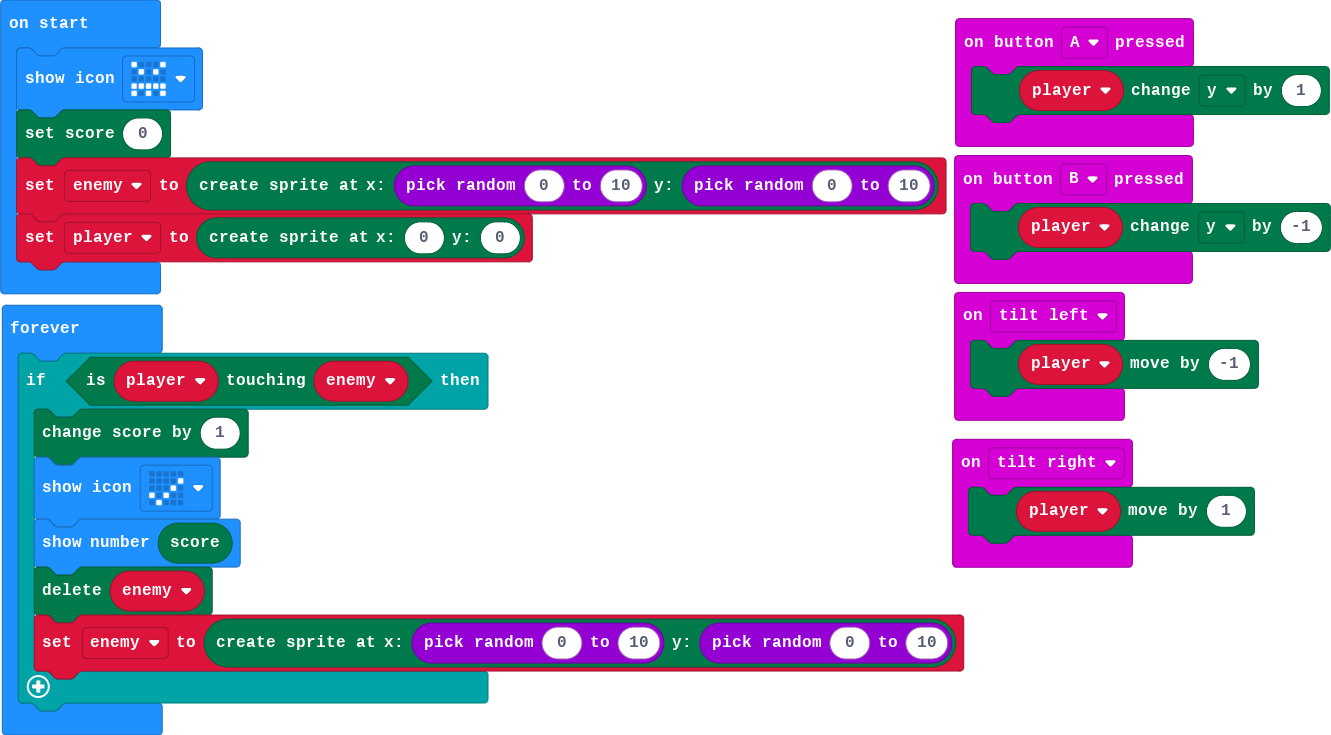 on start
show icon
set score 0
set enemy to create sprite at x: pick random 0 to 10 y: pick random 0 to 10
set player to create sprite at x: 0 y: 0
forever
if is player touching enemy then
change score by 1
show icon
show number score
delete enemy
set enemy to create sprite at x: pick random 0 to 10 y: pick random 0 to 10
on button A pressed
player change y by 1
on button B pressed
player change y by -1
on tilt left
player move by -1
on tilt right
player move by 1